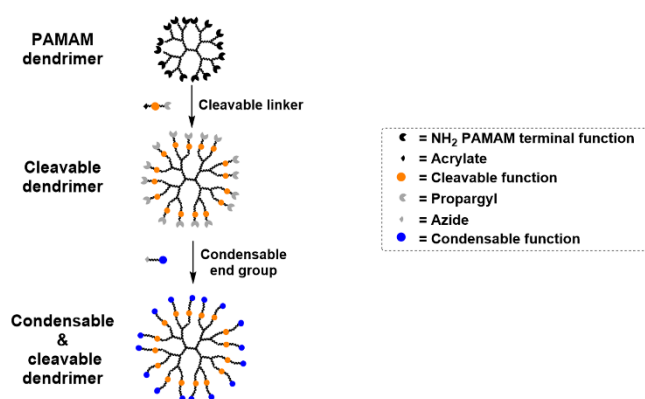 PAMAM
dendrimer
Cleavable linker
Cleavable
dendrimer
Condensable
end group
Condensable
&
cleavable
dendrimer
= NH₂ PAMAM terminal function
= Acrylate
= Cleavable function
= Propargyl
= Azide
= Condensable function